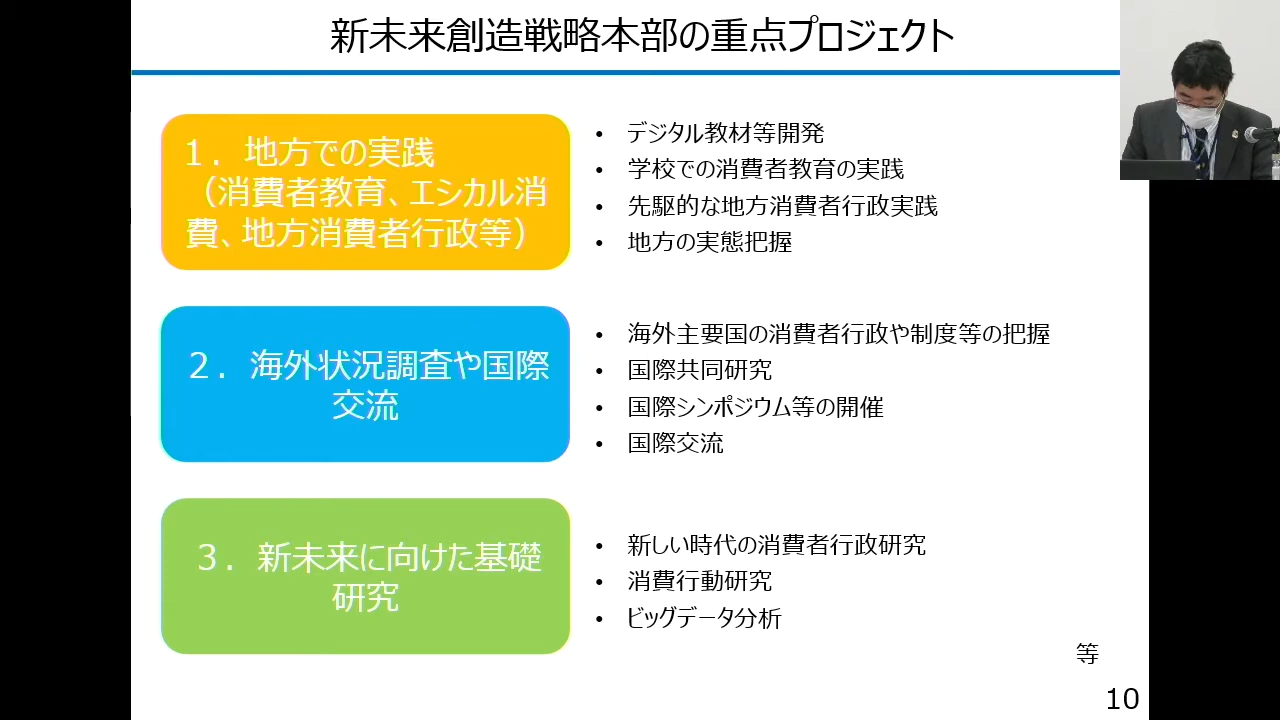 新未来創造戦略本部の重点プロジェクト
１．地方での実践
（消費者教育、エシカル消
費、地方消費者行政等）
• デジタル教材等開発
• 学校での消費者教育の実践
• 先駆的な地方消費者行政実践
• 地方の実態把握
２．海外状況調査や国際
交流
• 海外主要国の消費者行政や制度等の把握
• 国際共同研究
• 国際シンポジウム等の開催
• 国際交流
３．新未来に向けた基礎
研究
• 新しい時代の消費者行政研究
• 消費行動研究
• ビッグデータ分析
等
10